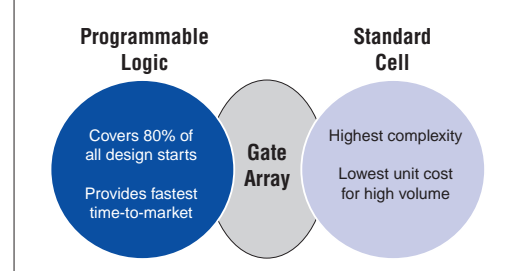 Programmable
Logic
Standard
Cell
Covers 80% of
all design starts
Provides fastest
time-to-market
Gate
Array
Highest complexity
Lowest unit cost
for high volume